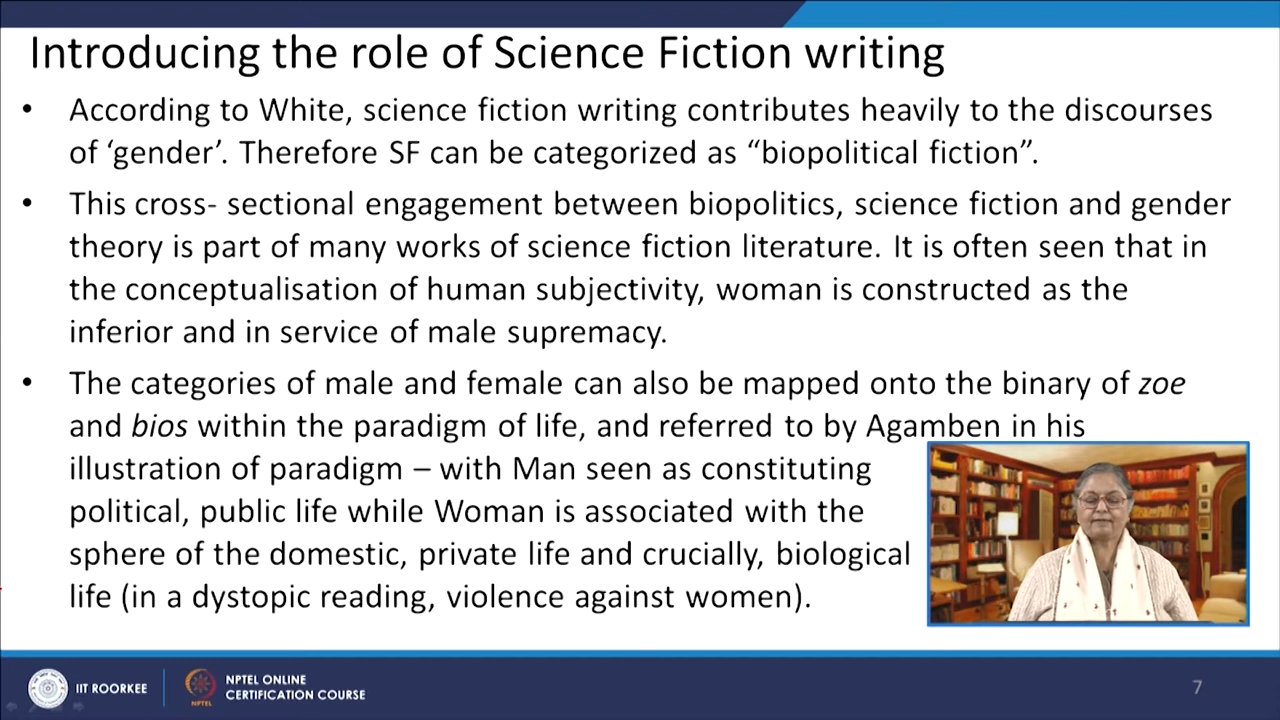 Introducing the role of Science Fiction writing
• According to White, science fiction writing contributes heavily to the discourses
of ‘gender’. Therefore SF can be categorized as “biopolitical fiction”.
• This cross- sectional engagement between biopolitics, science fiction and gender
theory is part of many works of science fiction literature. It is often seen that in
the conceptualisation of human subjectivity, woman is constructed as the
inferior and in service of male supremacy.
• The categories of male and female can also be mapped onto the binary of zoe
and bios within the paradigm of life, and referred to by Agamben in his
illustration of paradigm – with Man seen as constituting
political, public life while Woman is associated with the
sphere of the domestic, private life and crucially, biological
life (in a dystopic reading, violence against women).
IIT ROORKEE
NPTEL
NPTEL ONLINE
CERTIFICATION COURSE
7